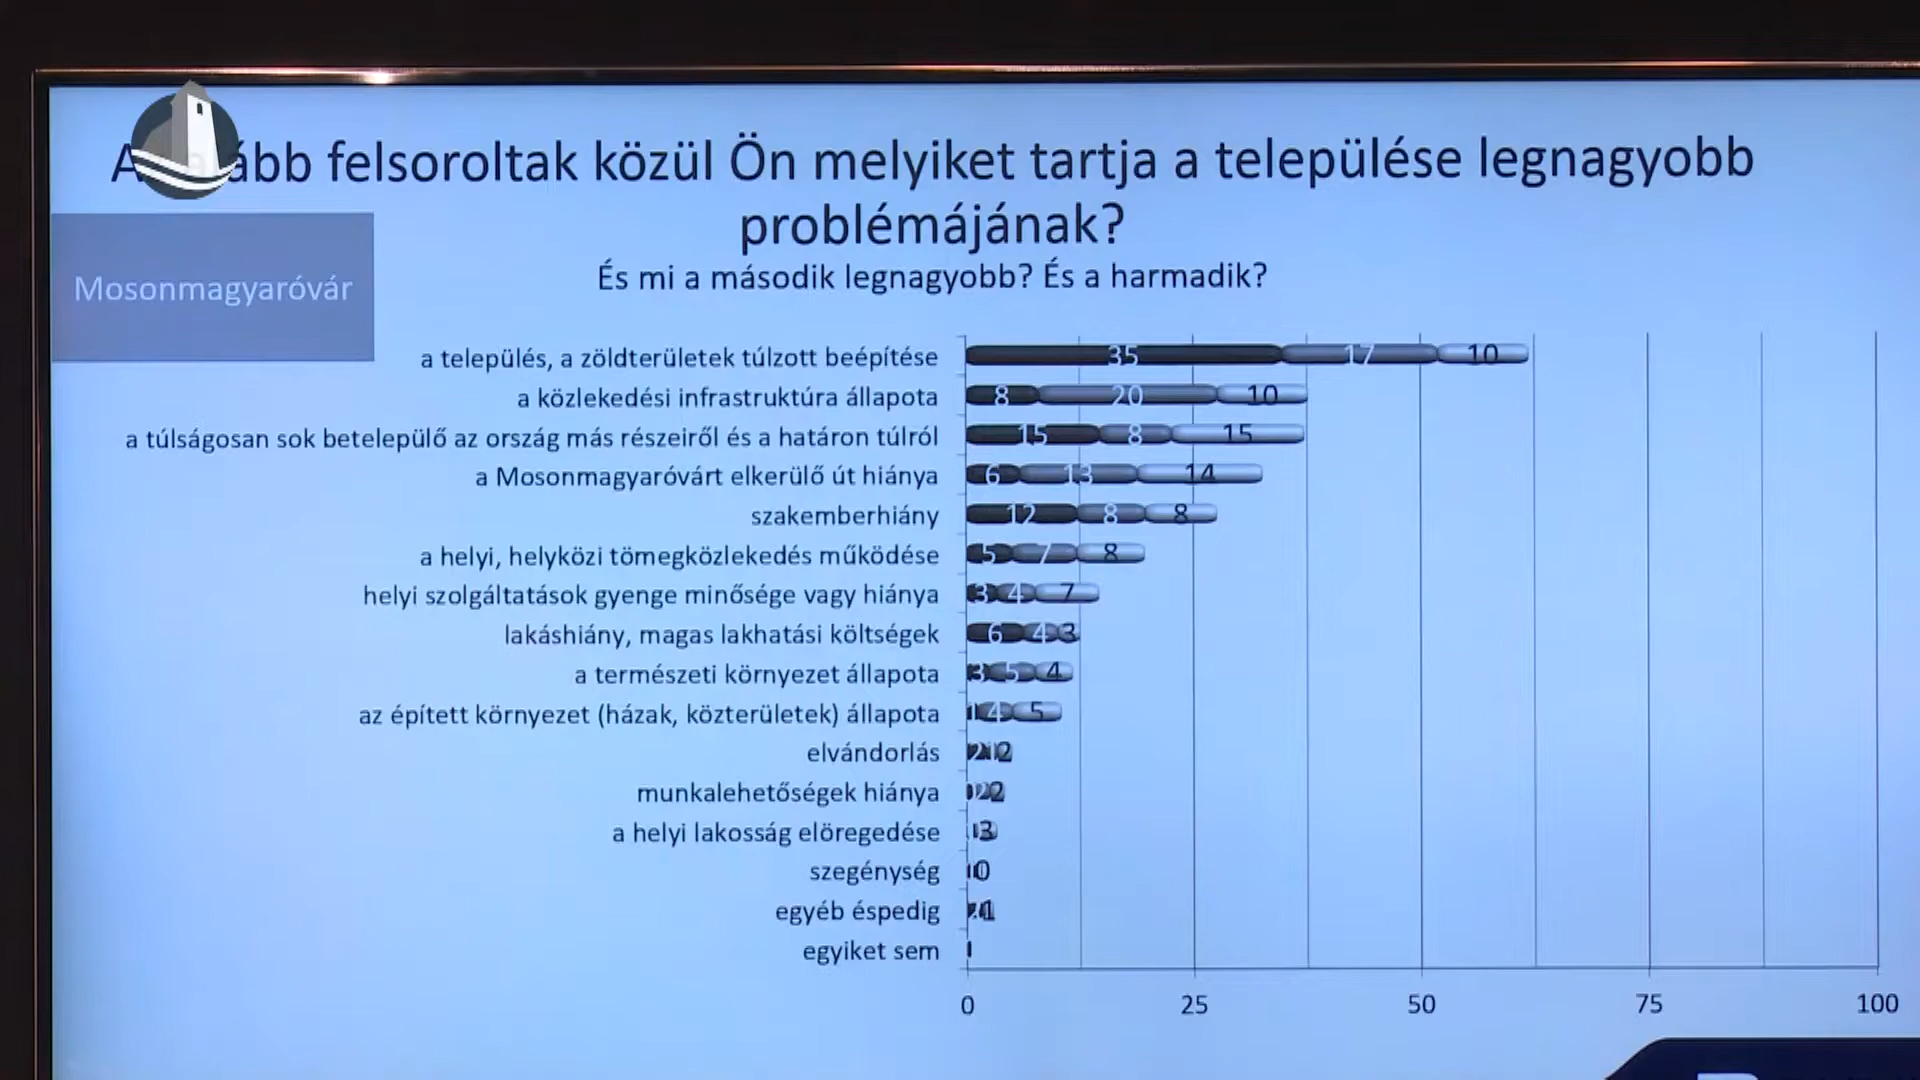 felsoroltak közül Ön melyiket tartja a települése legnagyobb
problémájának?
És mi a második legnagyobb? És a harmadik?
Mosonmagyaróvár
a település, a zöldterületek túlzott beépítése 35 17 10
a közlekedési infrastruktúra állapota 8 20 10
a túlságosan sok betelepülő az ország más részeiről és a határon túlról 15 8 15
a Mosonmagyaróvárt elkerülő út hiánya 6 13 14
szakemberhiány 12 8 8
a helyi, helyközi tömegközlekedés működése 5 7 8
helyi szolgáltatások gyenge minősége vagy hiánya 3 4 7
lakáshiány, magas lakhatási költségek 6 4 3
a természeti környezet állapota 3 5 4
az épített környezet (házak, közterületek) állapota 1 4 5
elvándorlás
munkalehetőségek hiánya
a helyi lakosság elöregedése
szegénység
egyéb éspedig
egyiket sem
0 25 50 75 100